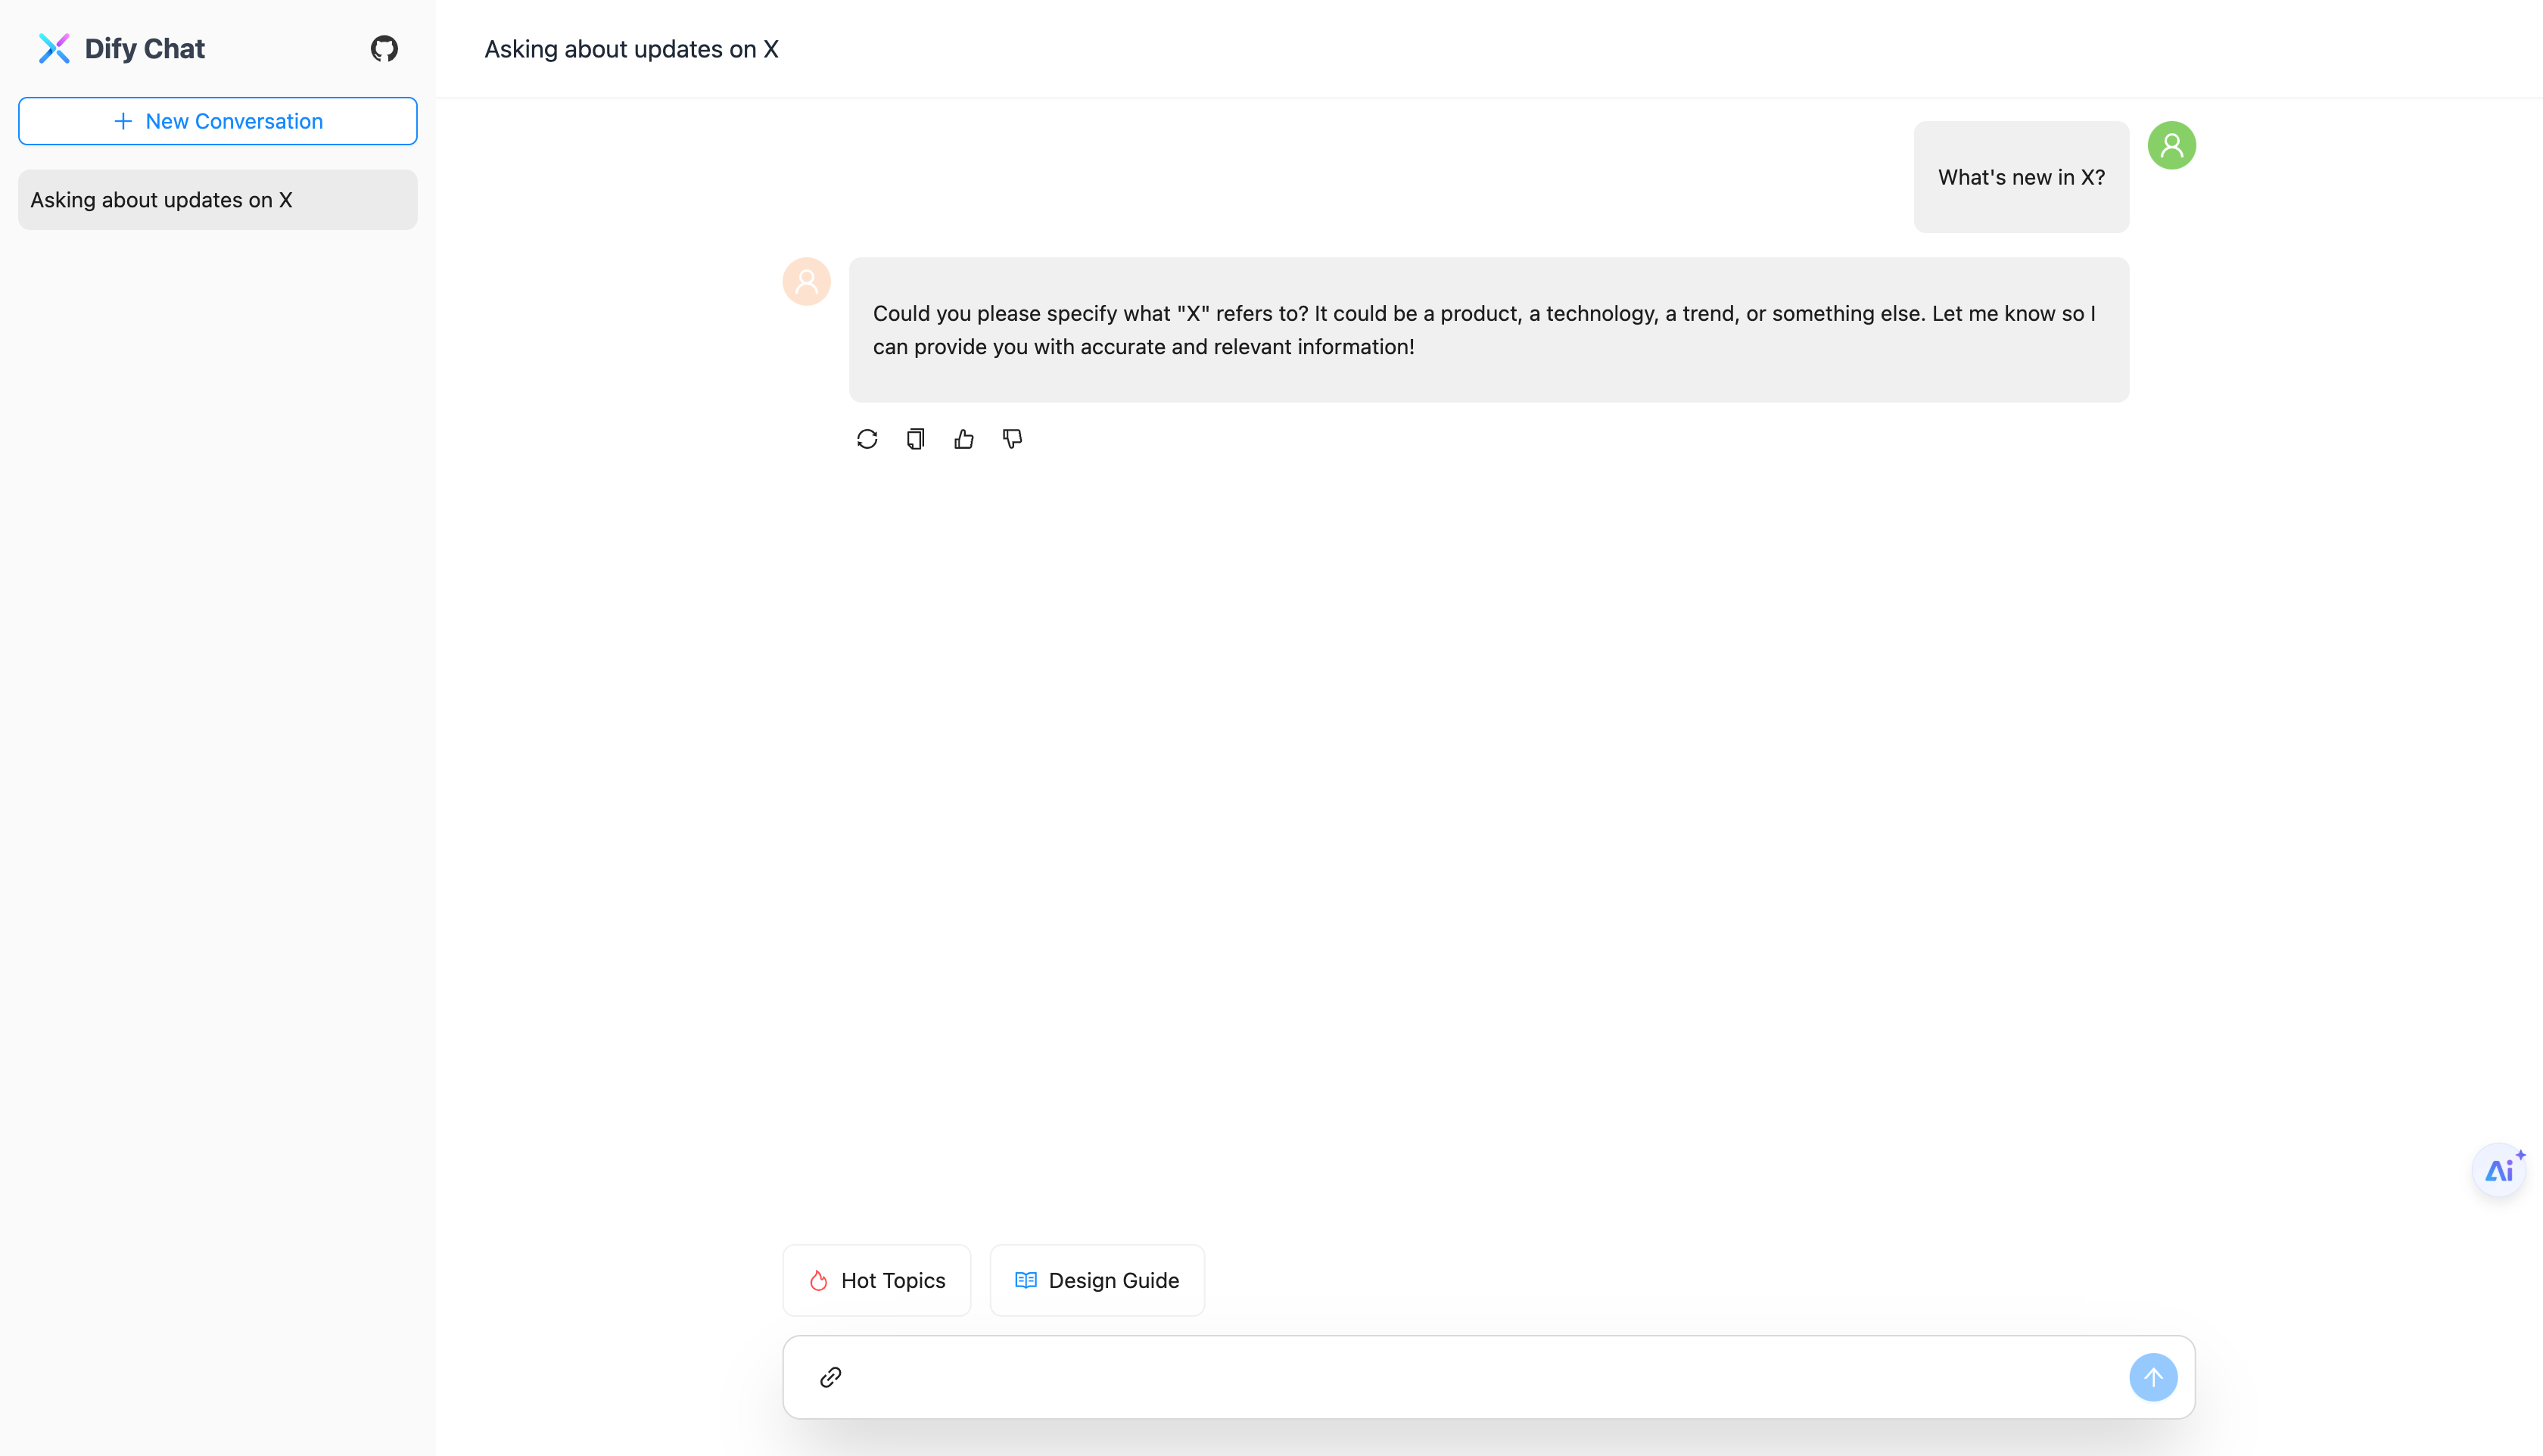 Dify Chat
New Conversation
Asking about updates on X
Asking about updates on X
What's new in X?
Could you please specify what "X" refers to? It could be a product, a technology, a trend, or something else. Let me know so I
can provide you with accurate and relevant information!
Ai
Hot Topics
Design Guide